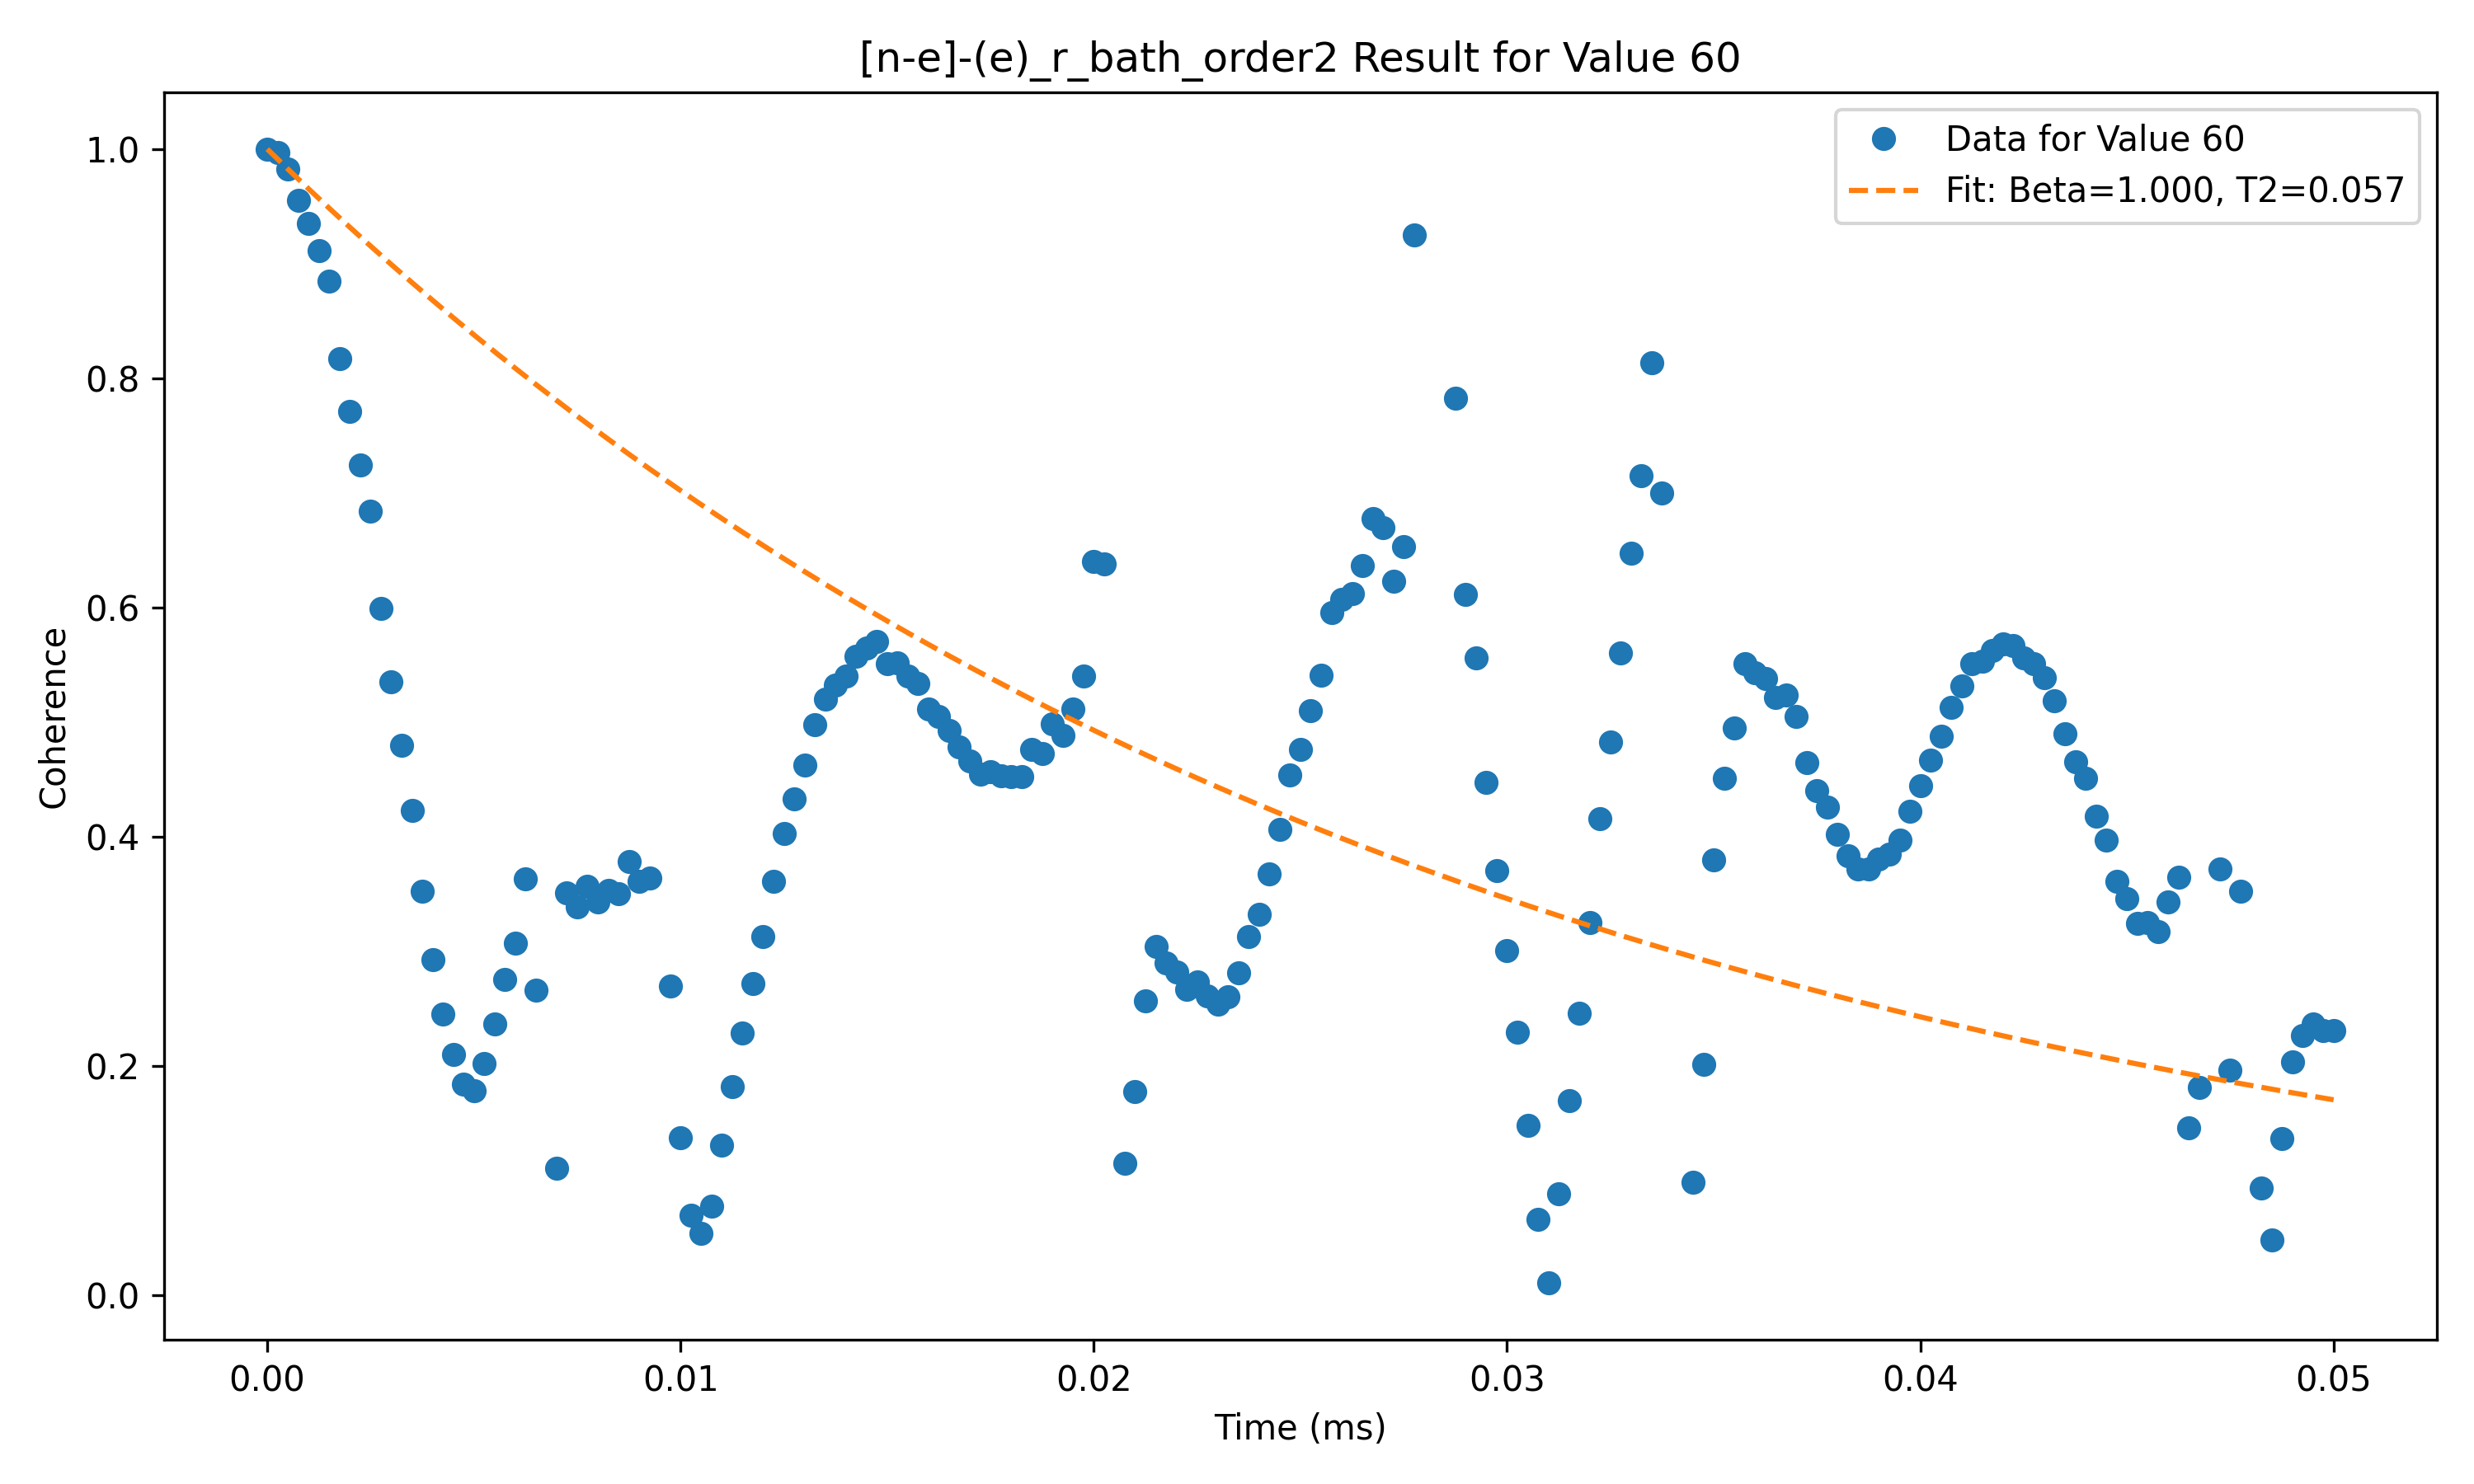 [n-e]-(e)_r_bath_order2 Result for Value 60
Data for Value 60
Fit: Beta=1.000, T2=0.057
Coherence
1.0
0.8
0.6
0.4
0.2
0.0
0.00 0.01 0.02 0.03 0.04 0.05
Time (ms)